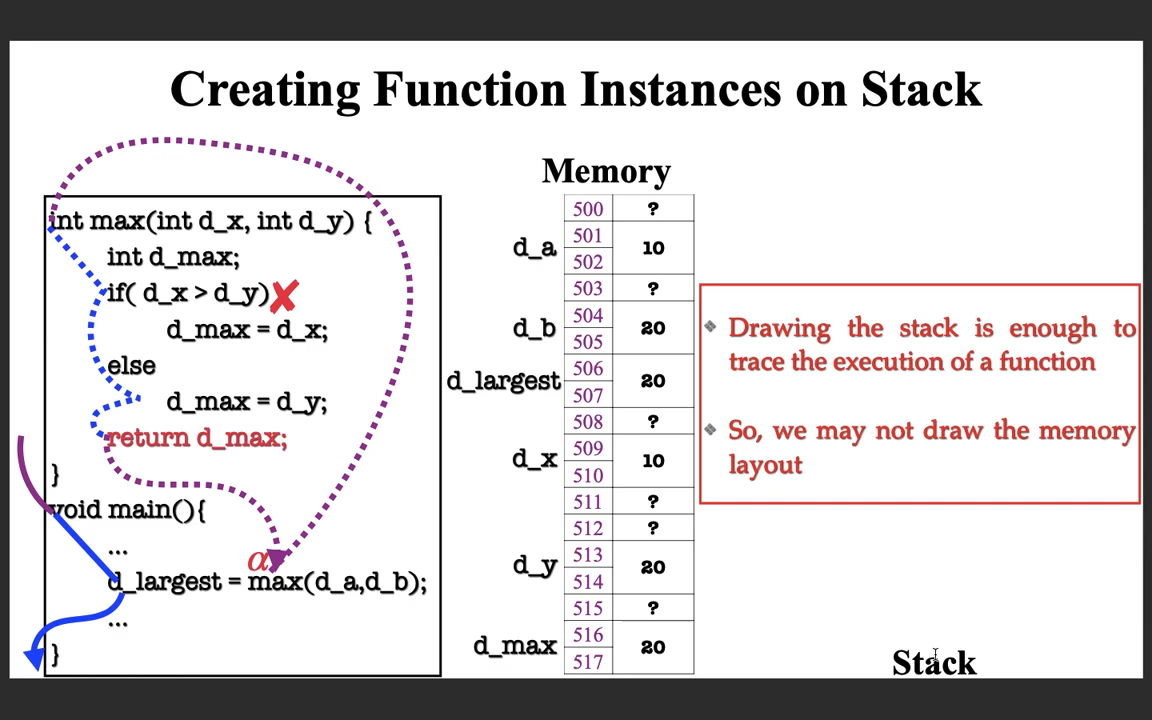 Creating Function Instances on Stack
int max(int d_x, int d_y) {
int d_max;
if( d_x > d_y)
d_max = d_x;
else
d_max = d_y;
return d_max;
}
void main(){
...
α
d_largest = max(d_a,d_b);
...
}
Memory
500 ?
d_a 501 10
502
503 ?
d_b 504 20
505
d_largest 506 20
507
508 ?
d_x 509 10
510
511 ?
512 ?
d_y 513 20
514
515 ?
d_max 516 20
517
❖ Drawing the stack is enough to
trace the execution of a function
❖ So, we may not draw the memory
layout
Stack